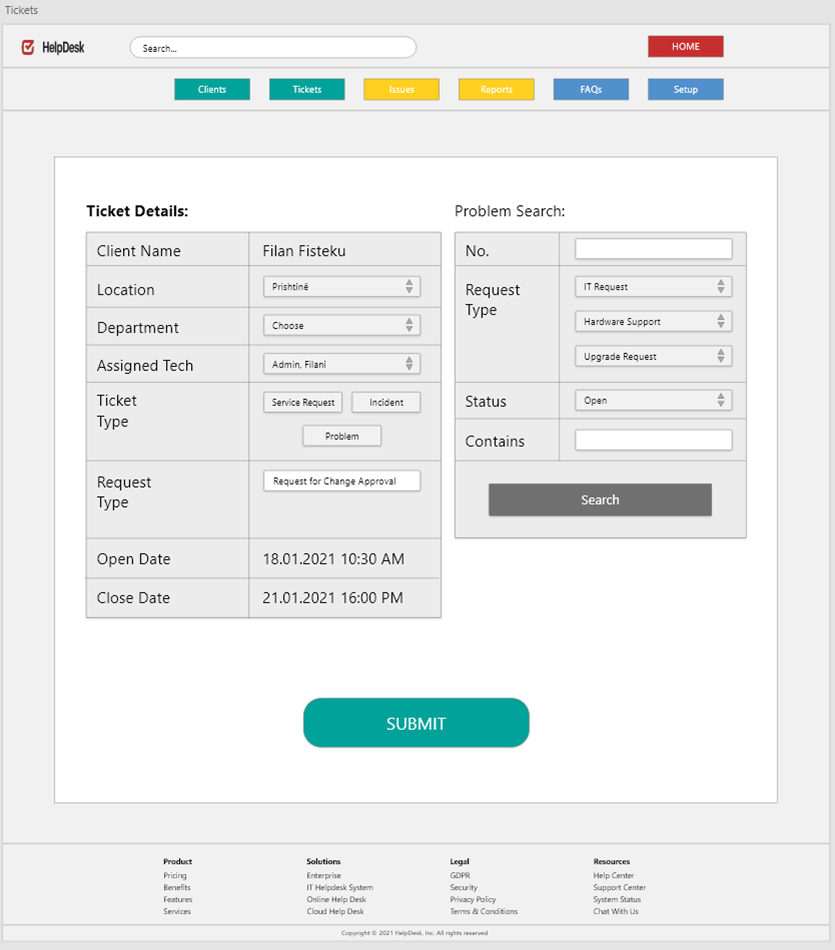 Tickets
HelpDesk
Search...
HOME
Clients
Tickets
Issues
Reports
FAQs
Setup
Ticket Details:
Client Name
Filan Fisteku
Location
Prishtinë
Department
Choose
Assigned Tech
Admin, Filani
Ticket
Type
Service Request
Incident
Problem
Request
Type
Request for Change Approval
Open Date
18.01.2021 10:30 AM
Close Date
21.01.2021 16:00 PM
Problem Search:
No.
Request
Type
IT Request
Hardware Support
Upgrade Request
Status
Open
Contains
Search
SUBMIT
Product
Pricing
Benefits
Features
Services
Solutions
Enterprise
IT Helpdesk System
Online Help Desk
Cloud Help Desk
Legal
GDPR
Security
Privacy Policy
Terms & Conditions
Resources
Help Center
Support Center
System Status
Chat With Us
Copyright © 2021 HelpDesk, Inc. All rights reserved